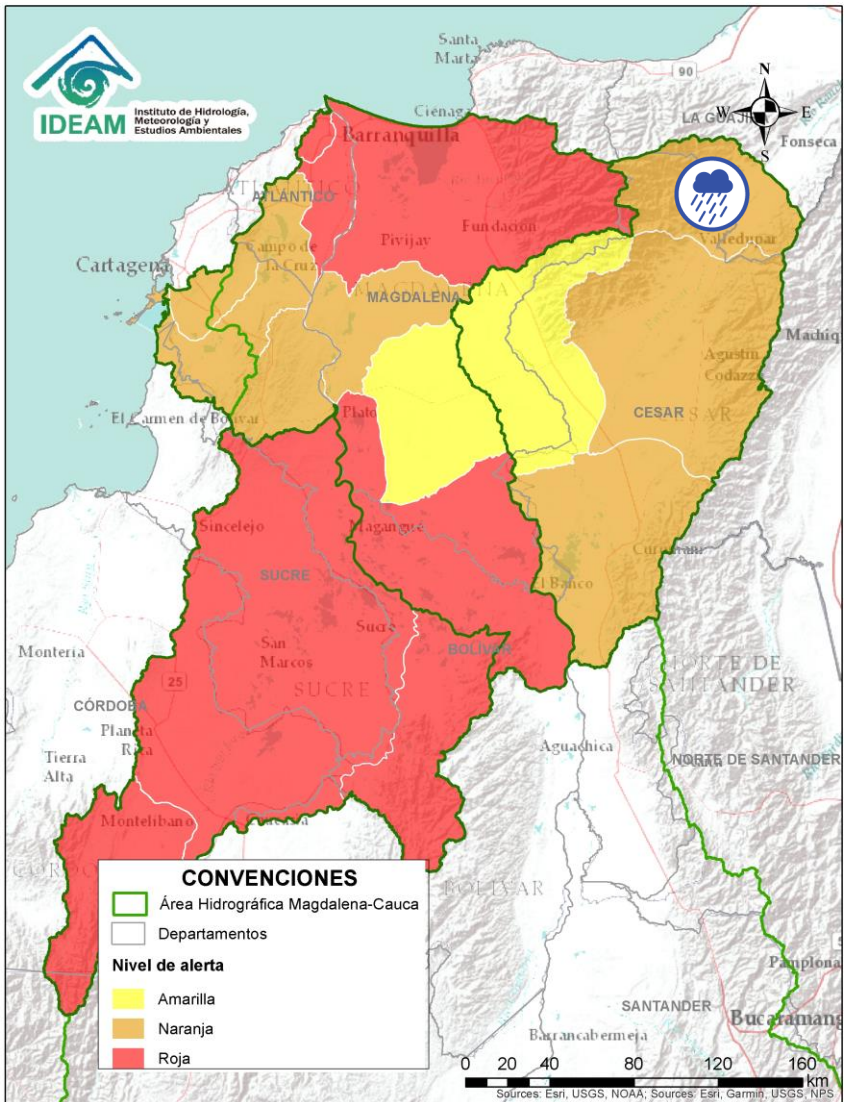 IDEAM
Instituto de Hidrología,
Meteorología y
Estudios Ambientales
Santa
Marta
90
N
W
E
S
LA GUAJI
Fonseca
Ciénaga
Barranquilla
ATLÁNTICO
Fundación
Pivijay
Valledupar
Campo de
la Cruz
Cartagena
MAGDALENA
Machiq
Agustín
Codazzi
El Carmen de Bolívar
Plato
CESAR
Sincelejo
Magangué
Curumaní
El Banco
SUCRE
Sucre
San
Marcos
BOLÍVAR
Montería
SUCRE
NORTE DE
SANTANDER
25
CÓRDOBA
Planeta
Rica
Aguachica
Tierra
Alta
NORTE DE SANTANDER
Montelíbano
Caucasia
BOLÍVAR
CONVENCIONES
Área Hidrográfica Magdalena-Cauca
Departamentos
Nivel de alerta
Amarilla
Naranja
Roja
Pamplona
SANTANDER
Bucaramang
Barrancabermeja
0 20 40 80 120 160
km
Sources: Esri, USGS, NOAA; Sources: Esri, Garmin, USGS, NPS